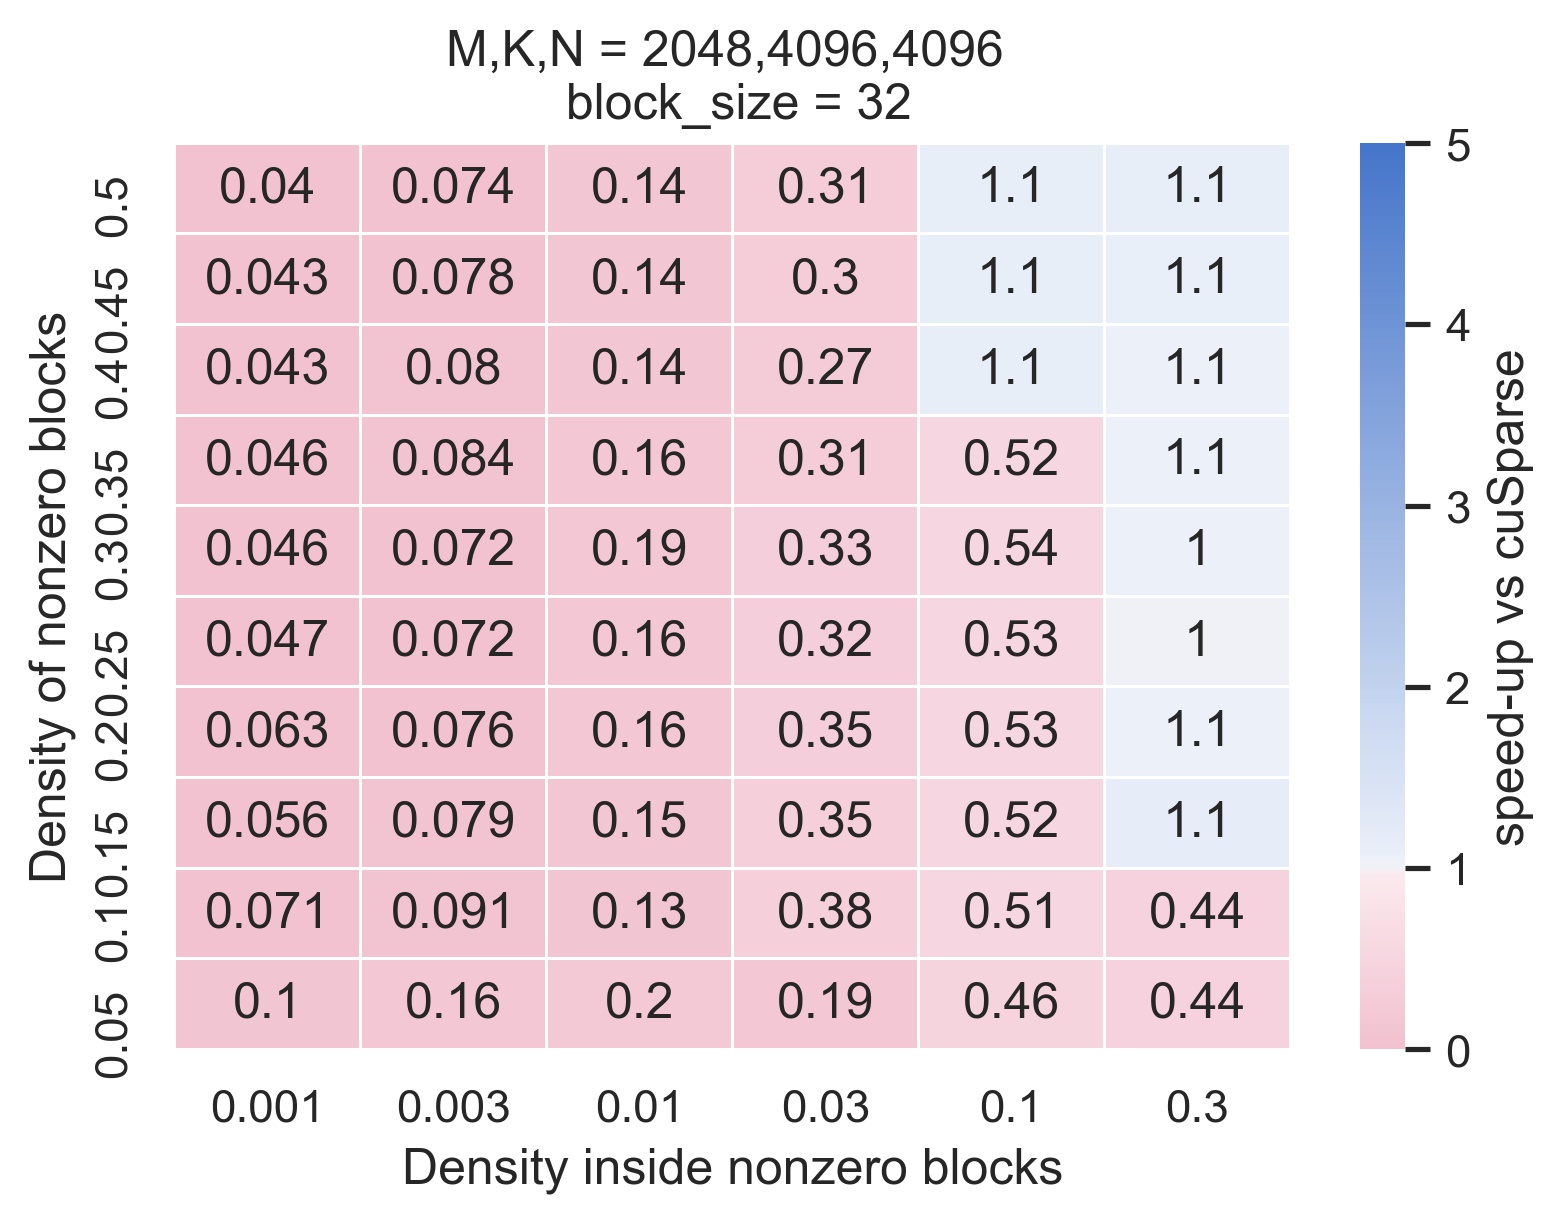 M,K,N = 2048,4096,4096
block_size = 32
Density of nonzero blocks
0.5 0.04 0.074 0.14 0.31 1.1 1.1
0.45 0.043 0.078 0.14 0.3 1.1 1.1
0.4 0.043 0.08 0.14 0.27 1.1 1.1
0.35 0.046 0.084 0.16 0.31 0.52 1.1
0.3 0.046 0.072 0.19 0.33 0.54 1
0.25 0.047 0.072 0.16 0.32 0.53 1
0.2 0.063 0.076 0.16 0.35 0.53 1.1
0.15 0.056 0.079 0.15 0.35 0.52 1.1
0.1 0.071 0.091 0.13 0.38 0.51 0.44
0.05 0.1 0.16 0.2 0.19 0.46 0.44
0.001 0.003 0.01 0.03 0.1 0.3
Density inside nonzero blocks
5
4
3
2
1
0
speed-up vs cuSparse